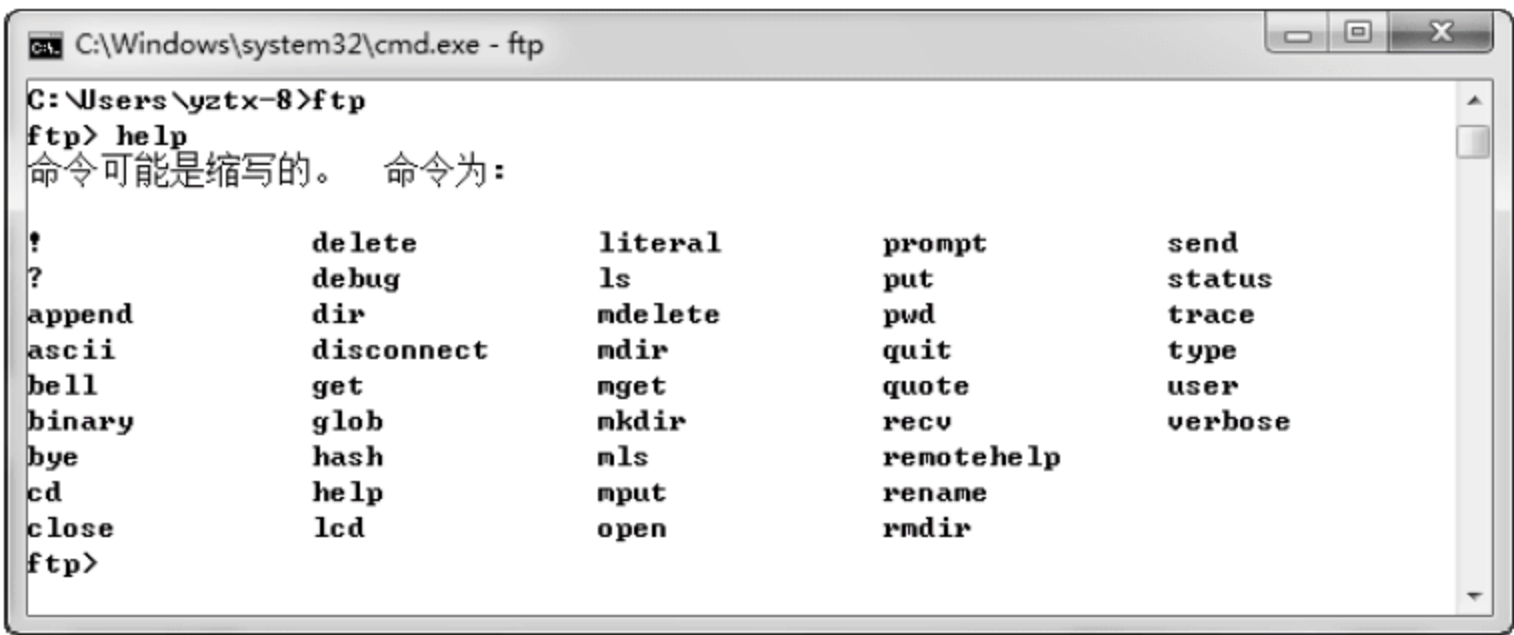 C:\Windows\system32\cmd.exe - ftp
C:\Users\yztx-8>ftp
ftp> help
命令可能是缩写的。 命令为:
! delete literal prompt send
? debug ls put status
append dir mdelete pwd trace
ascii disconnect mdir quit type
bell get mget quote user
binary glob mkdir recv verbose
bye hash mls remotehelp
cd help mput rename
close lcd open rmdir
ftp>